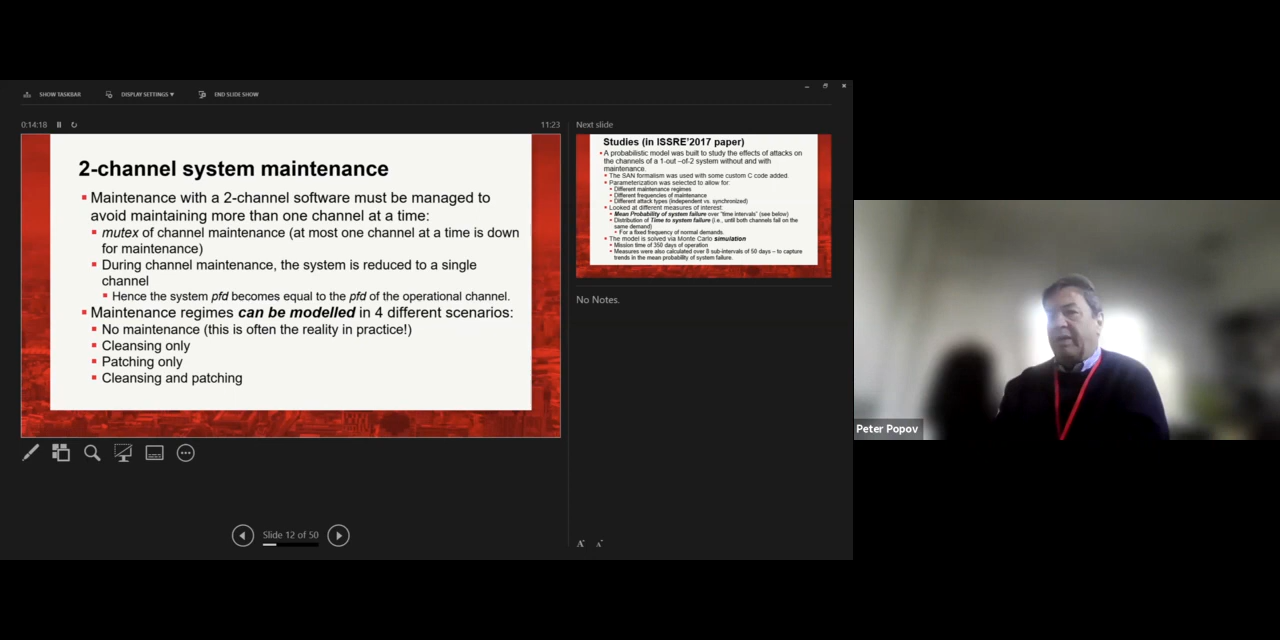 SHOW TASKBAR
DISPLAY SETTINGS ▾
END SLIDE SHOW
0:14:18
11:23
2-channel system maintenance
Maintenance with a 2-channel software must be managed to
avoid maintaining more than one channel at a time:
mutex of channel maintenance (at most one channel at a time is down
for maintenance)
During channel maintenance, the system is reduced to a single
channel
Hence the system pfd becomes equal to the pfd of the operational channel.
Maintenance regimes can be modelled in 4 different scenarios:
No maintenance (this is often the reality in practice!)
Cleansing only
Patching only
Cleansing and patching
Slide 12 of 50
Next slide
Studies (in ISSRE'2017 paper)
A probabilistic model was built to study the effects of attacks on
the channels of a 1-out –of-2 system without and with
maintenance.
The SAN formalism was used with some custom C code added.
Parameterization was selected to allow for:
Different maintenance regimes
Different frequencies of maintenance
Different attack types (independent vs. synchronized)
Looked at different measures of interest:
Mean Probability of system failure over "time intervals" (see below)
Distribution of Time to system failure (i.e., until both channels fail on the
same demand)
For a fixed frequency of normal demands.
The model is solved via Monte Carlo simulation
Mission time of 350 days of operation
Measures were also calculated over 8 sub-intervals of 50 days – to capture
trends in the mean probability of system failure.
No Notes.
A A
Peter Popov